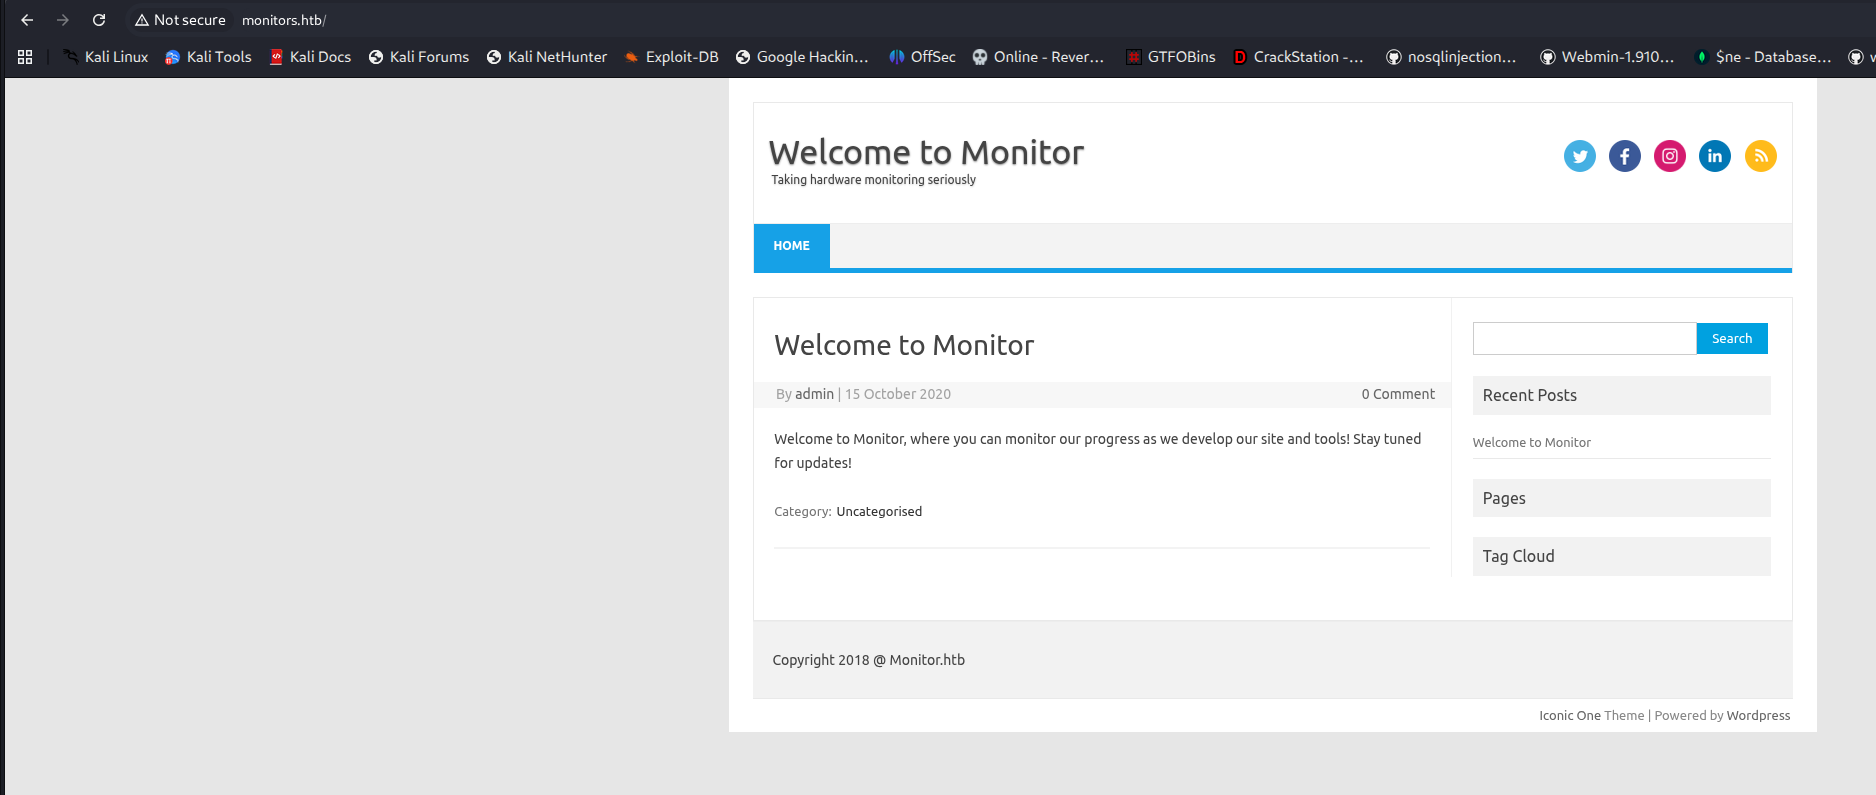 Not secure monitors.htb/
Kali Linux Kali Tools Kali Docs Kali Forums Kali NetHunter Exploit-DB Google Hackin... OffSec Online - Rever... GTFOBins CrackStation -... nosqlinjection... Webmin-1.910... $ne - Database...
Welcome to Monitor
Taking hardware monitoring seriously
HOME
Welcome to Monitor
By admin | 15 October 2020 0 Comment
Welcome to Monitor, where you can monitor our progress as we develop our site and tools! Stay tuned
for updates!
Category: Uncategorised
Search
Recent Posts
Welcome to Monitor
Pages
Tag Cloud
Copyright 2018 @ Monitor.htb
Iconic One Theme | Powered by Wordpress